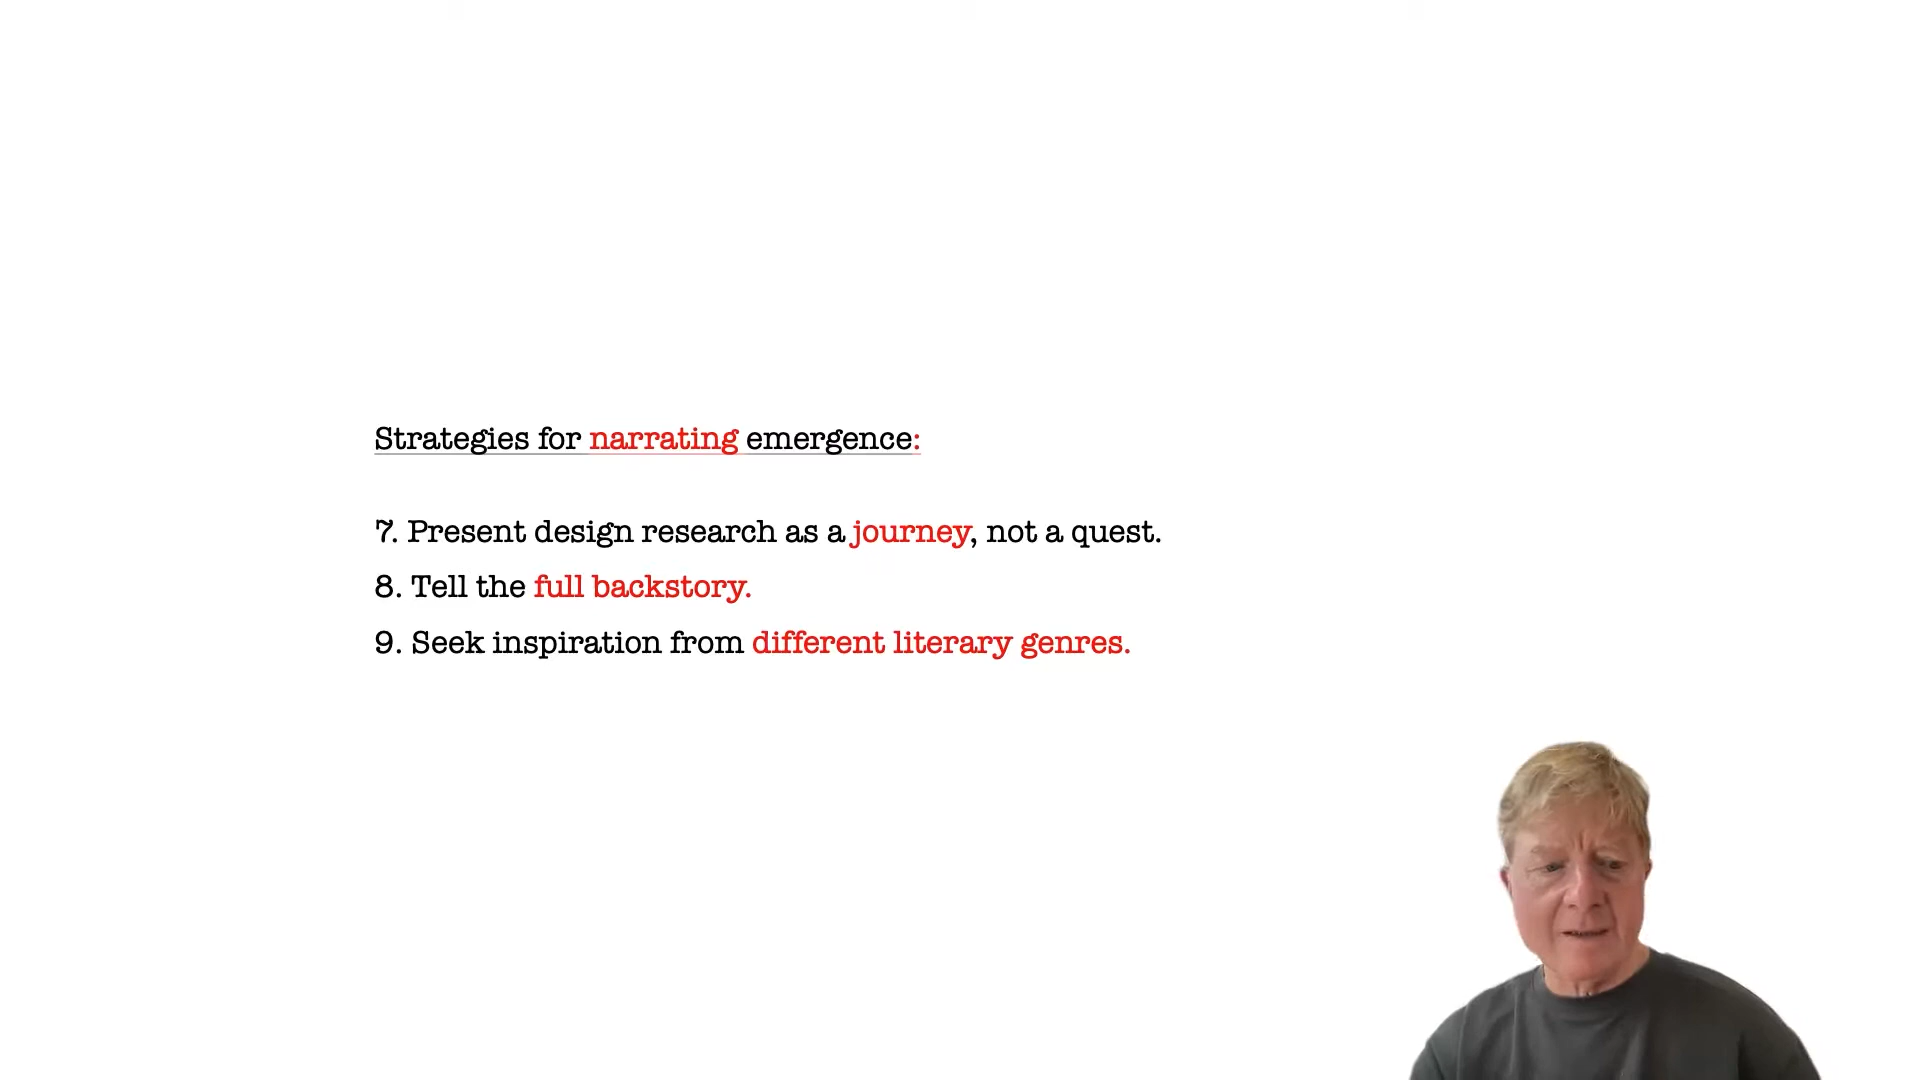 Strategies for narrating emergence:
7. Present design research as a journey, not a quest.
8. Tell the full backstory.
9. Seek inspiration from different literary genres.